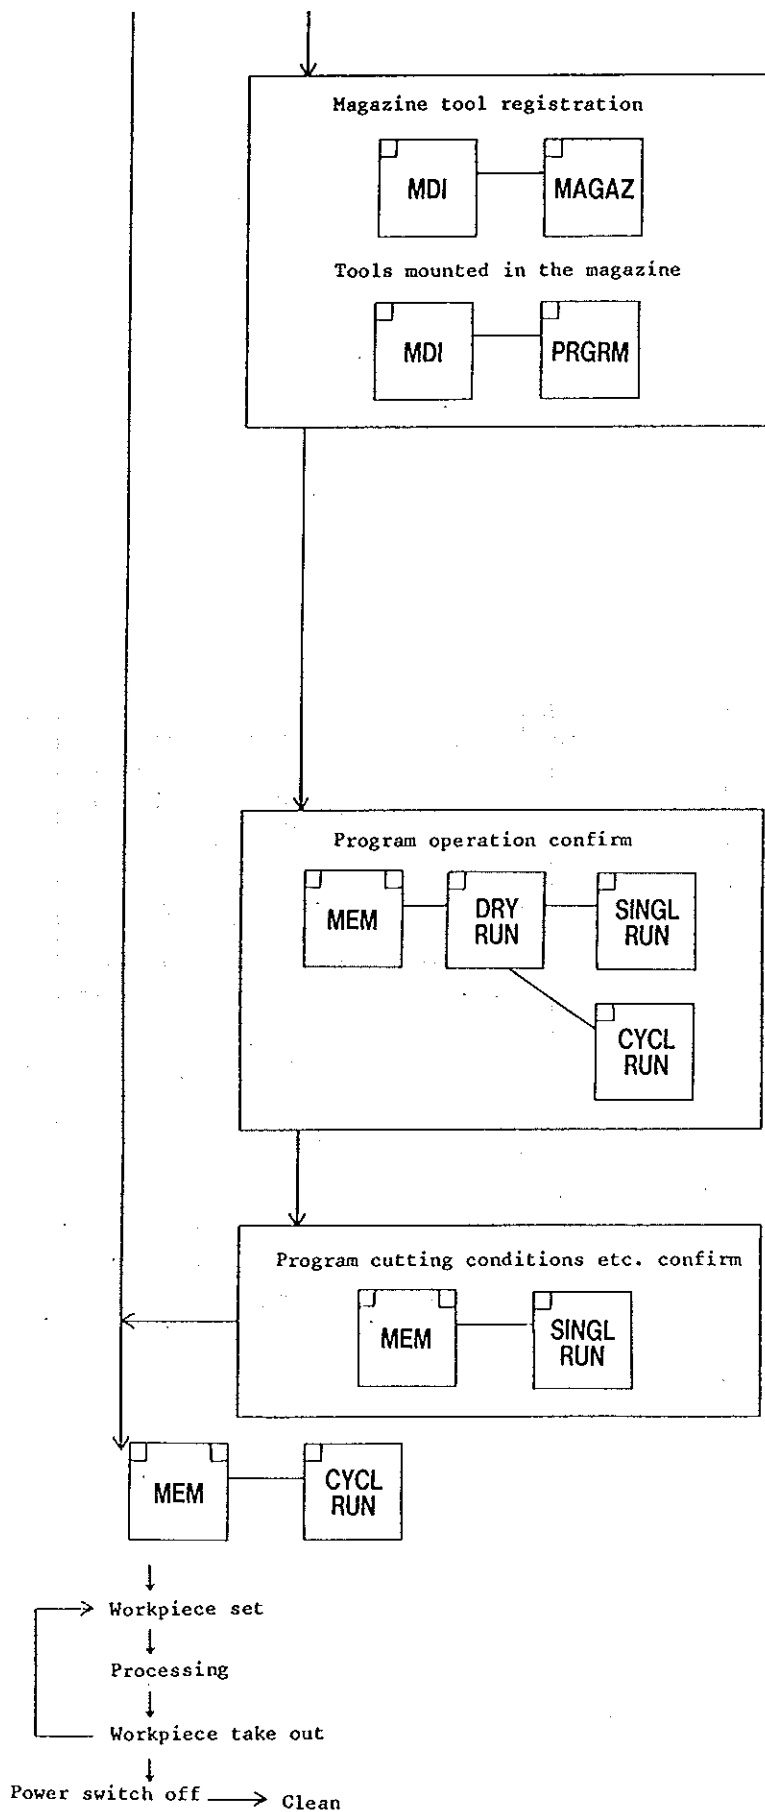 Magazine tool registration
MDI
MAGAZ
Tools mounted in the magazine
MDI
PRGRM
Program operation confirm
MEM
DRY
RUN
SINGL
RUN
CYCL
RUN
Program cutting conditions etc. confirm
MEM
SINGL
RUN
MEM
CYCL
RUN
Workpiece set
Processing
Workpiece take out
Power switch off
Clean